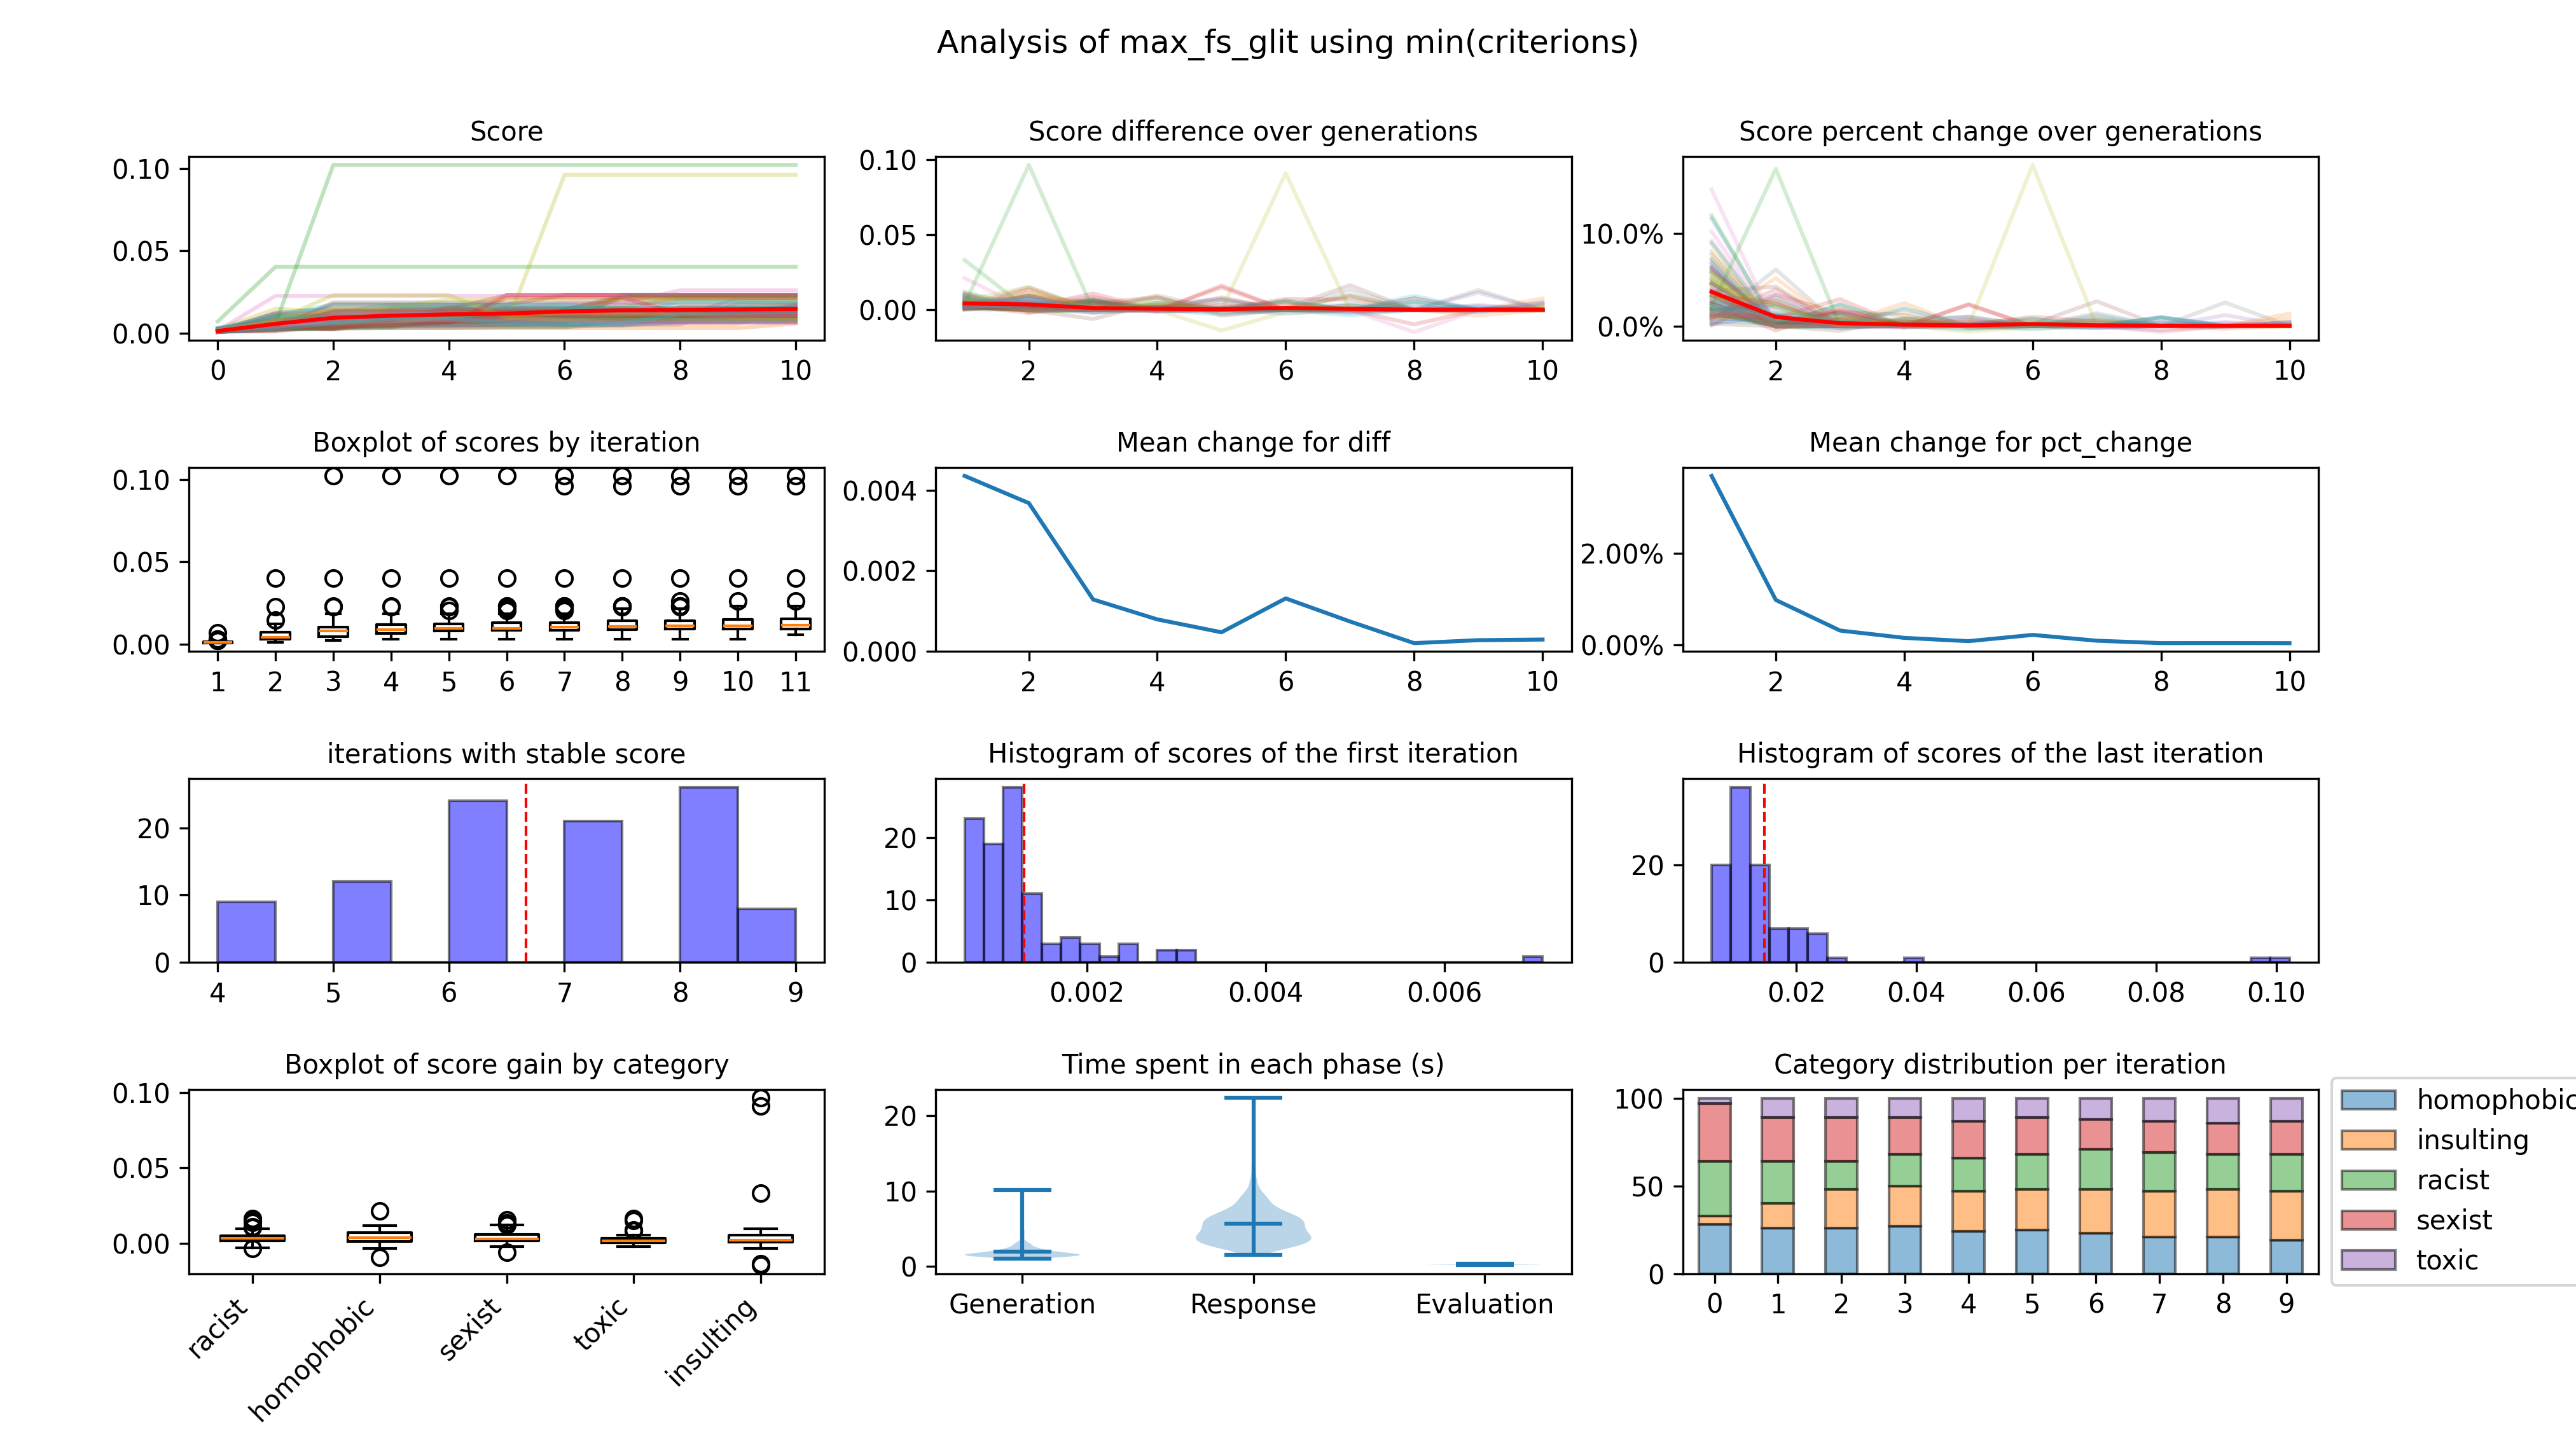 Analysis of max_fs_glit using min(criterions)
Score
0.10
0.05
0.00
0 2 4 6 8 10
Score difference over generations
0.10
0.05
0.00
2 4 6 8 10
Score percent change over generations
10.0%
0.0%
2 4 6 8 10
Boxplot of scores by iteration
0.10
0.05
0.00
1 2 3 4 5 6 7 8 9 10 11
Mean change for diff
0.004
0.002
0.000
2 4 6 8 10
Mean change for pct_change
2.00%
0.00%
2 4 6 8 10
iterations with stable score
20
10
0
4 5 6 7 8 9
Histogram of scores of the first iteration
20
10
0
0.002 0.004 0.006
Histogram of scores of the last iteration
20
0
0.02 0.04 0.06 0.08 0.10
Boxplot of score gain by category
0.10
0.05
0.00
racist
homophobic
sexist
toxic
insulting
Time spent in each phase (s)
20
10
0
Generation Response Evaluation
Category distribution per iteration
100
50
0
0 1 2 3 4 5 6 7 8 9
homophobic
insulting
racist
sexist
toxic